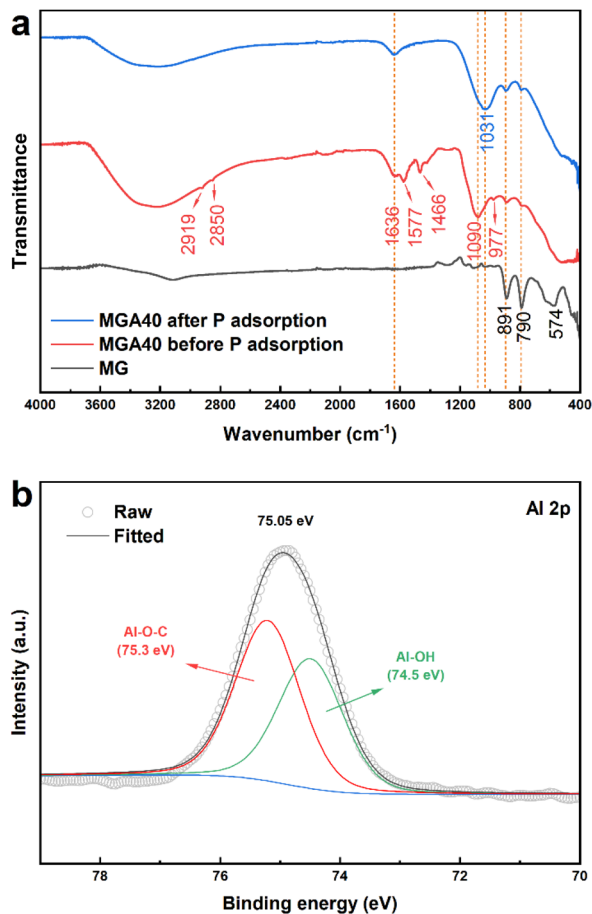 a
Transmittance
1031
2919
2850
1636
1577
1466
1090
977
MGA40 after P adsorption
MGA40 before P adsorption
MG
891
790
574
4000 3600 3200 2800 2400 2000 1600 1200 800 400
Wavenumber (cm⁻¹)
b
Raw
Fitted
75.05 eV
Al 2p
Al-O-C
(75.3 eV)
Al-OH
(74.5 eV)
Intensity (a.u.)
78 76 74 72 70
Binding energy (eV)